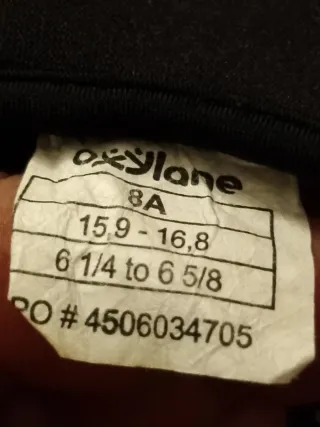 oxylane
8A
15,9 - 16,8
6 1/4 to 6 5/8
PO # 4506034705